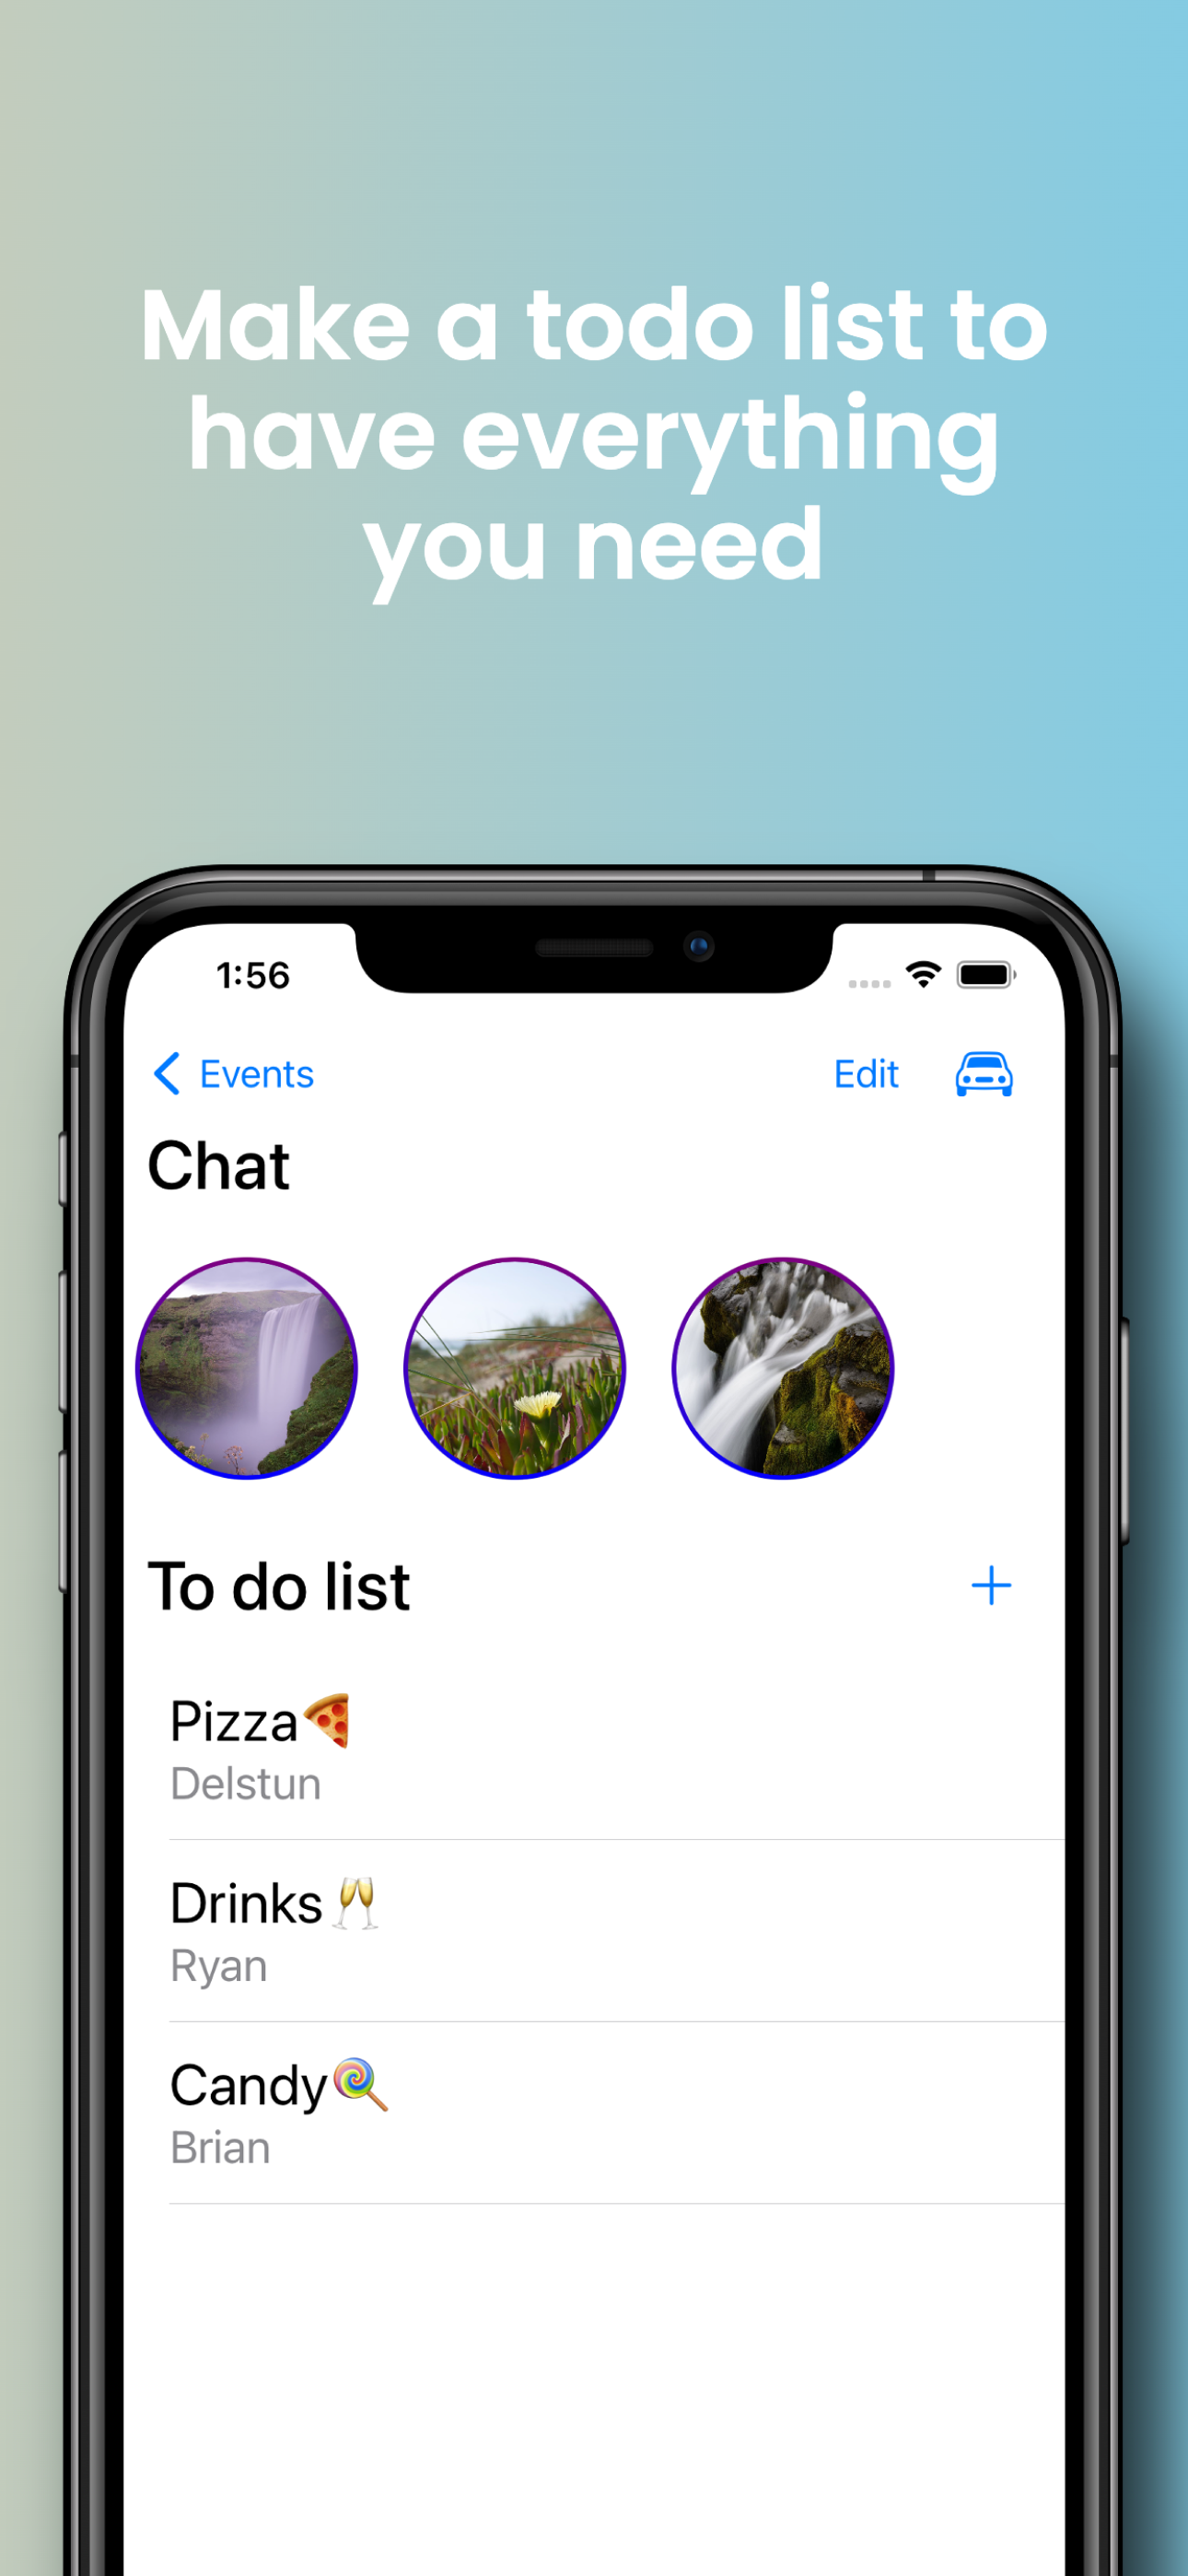 Make a todo list to
have everything
you need
1:56
Events
Edit
Chat
To do list
Pizza🍕
Delstun
Drinks🥂
Ryan
Candy🍭
Brian